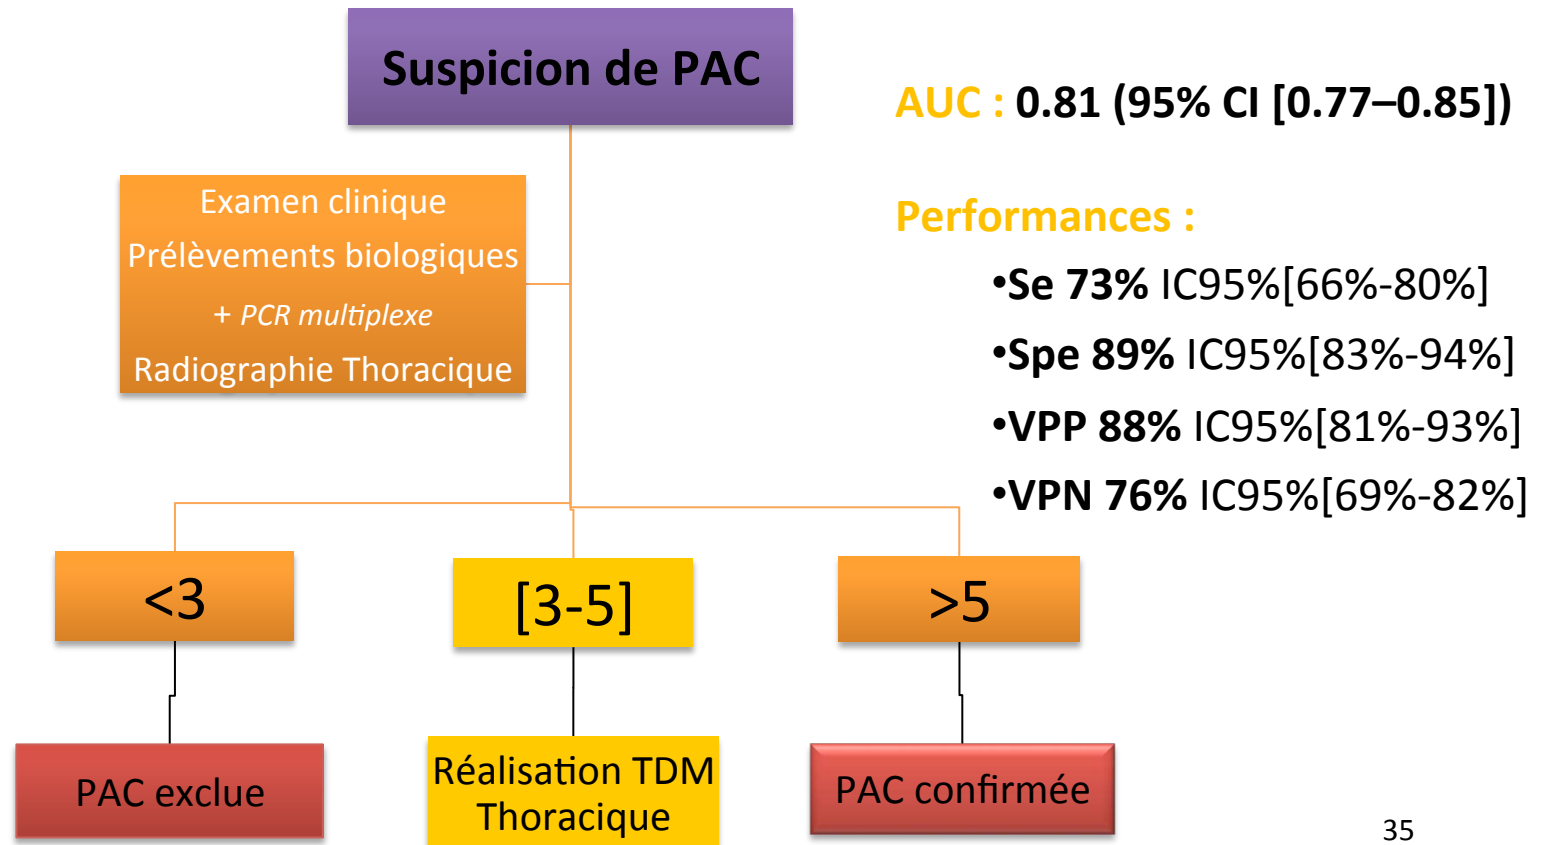 Suspicion de PAC
Examen clinique
Prélèvements biologiques
+ PCR multiplexe
Radiographie Thoracique
AUC : 0.81 (95% CI [0.77–0.85])
Performances :
•Se 73% IC95%[66%-80%]
•Spe 89% IC95%[83%-94%]
•VPP 88% IC95%[81%-93%]
•VPN 76% IC95%[69%-82%]
<3
[3-5]
>5
PAC exclue
Réalisation TDM
Thoracique
PAC confirmée
35